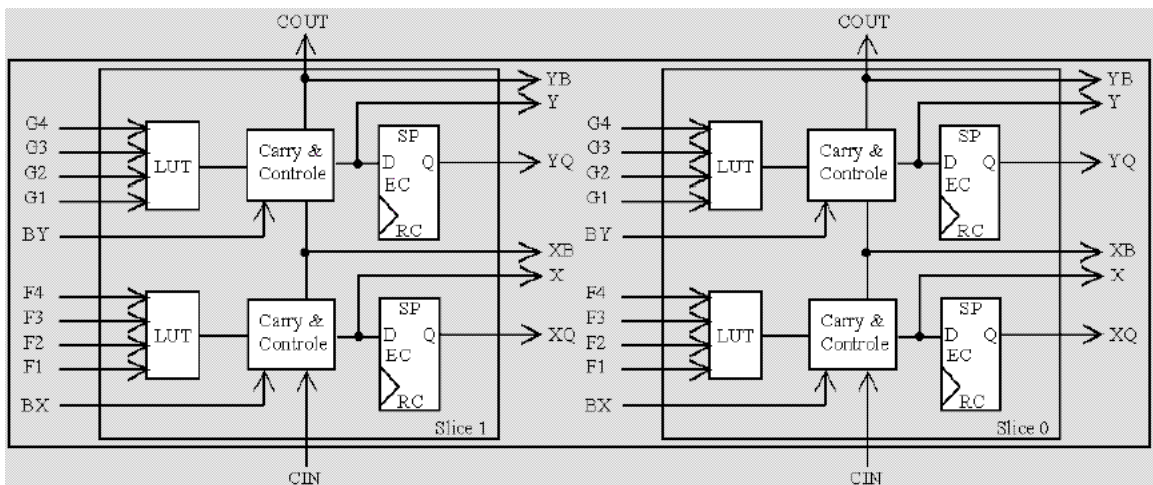 COUT
YB
Y
G4
G3
G2
G1
LUT
Carry &
Controle
SP
D Q
EC
RC
YQ
BY
XB
X
F4
F3
F2
F1
LUT
Carry &
Controle
SP
D Q
EC
RC
XQ
BX
Slice 1
CIN
COUT
YB
Y
G4
G3
G2
G1
LUT
Carry &
Controle
SP
D Q
EC
RC
YQ
BY
XB
X
F4
F3
F2
F1
LUT
Carry &
Controle
SP
D Q
EC
RC
XQ
BX
Slice 0
CIN